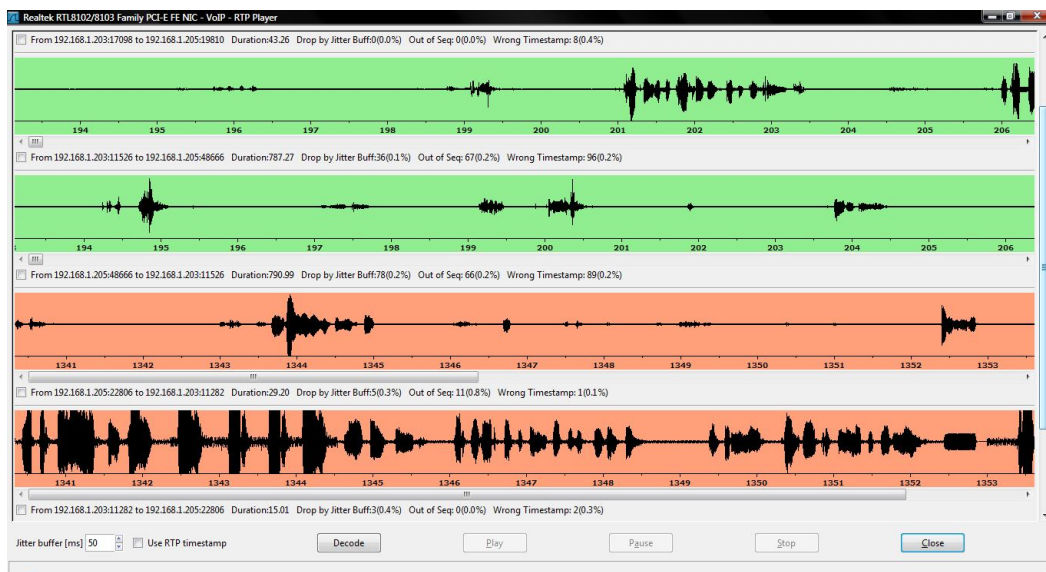 Realtek RTL8102/8103 Family PCI-E FE NIC - VoIP - RTP Player
From 192.168.1.203:17098 to 192.168.1.205:19810 Duration:43.26 Drop by Jitter Buff:0(0.0%) Out of Seq: 0(0.0%) Wrong Timestamp: 8(0.4%)
194 195 196 197 198 199 200 201 202 203 204 205 206
From 192.168.1.203:11526 to 192.168.1.205:48666 Duration:787.27 Drop by Jitter Buff:36(0.1%) Out of Seq: 67(0.2%) Wrong Timestamp: 96(0.2%)
194 195 196 197 198 199 200 201 202 203 204 205 206
From 192.168.1.205:48666 to 192.168.1.203:11526 Duration:790.99 Drop by Jitter Buff:78(0.2%) Out of Seq: 66(0.2%) Wrong Timestamp: 89(0.2%)
1341 1342 1343 1344 1345 1346 1347 1348 1349 1350 1351 1352 1353
From 192.168.1.205:22806 to 192.168.1.203:11282 Duration:29.20 Drop by Jitter Buff:5(0.3%) Out of Seq: 11(0.8%) Wrong Timestamp: 1(0.1%)
1341 1342 1343 1344 1345 1346 1347 1348 1349 1350 1351 1352 1353
From 192.168.1.203:11282 to 192.168.1.205:22806 Duration:15.01 Drop by Jitter Buff:3(0.4%) Out of Seq: 0(0.0%) Wrong Timestamp: 2(0.3%)
Jitter buffer [ms] 50 Use RTP timestamp Decode Play Pause Stop Close